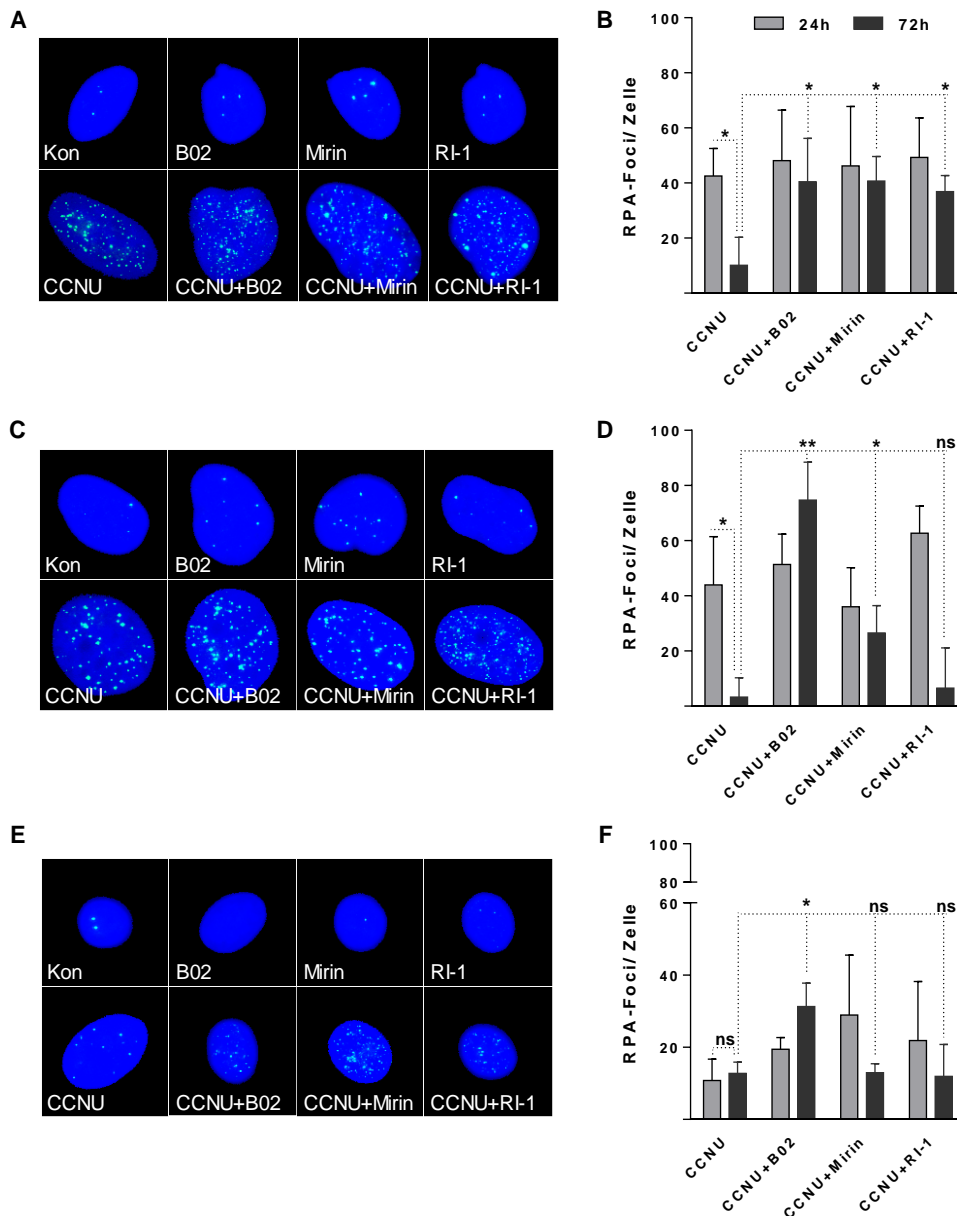 A
Kon
B02
Mirin
RI-1
CCNU
CCNU+B02
CCNU+Mirin
CCNU+RI-1
B
24h
72h
RPA-Foci/Zelle
100
80
60
40
20
*
*
*
*
CCNU
CCNU+B02
CCNU+Mirin
CCNU+RI-1
C
Kon
B02
Mirin
RI-1
CCNU
CCNU+B02
CCNU+Mirin
CCNU+RI-1
D
RPA-Foci/Zelle
100
80
60
40
20
*
**
*
ns
CCNU
CCNU+B02
CCNU+Mirin
CCNU+RI-1
E
Kon
B02
Mirin
RI-1
CCNU
CCNU+B02
CCNU+Mirin
CCNU+RI-1
F
RPA-Foci/Zelle
100
80
60
40
20
ns
*
ns
ns
CCNU
CCNU+B02
CCNU+Mirin
CCNU+RI-1